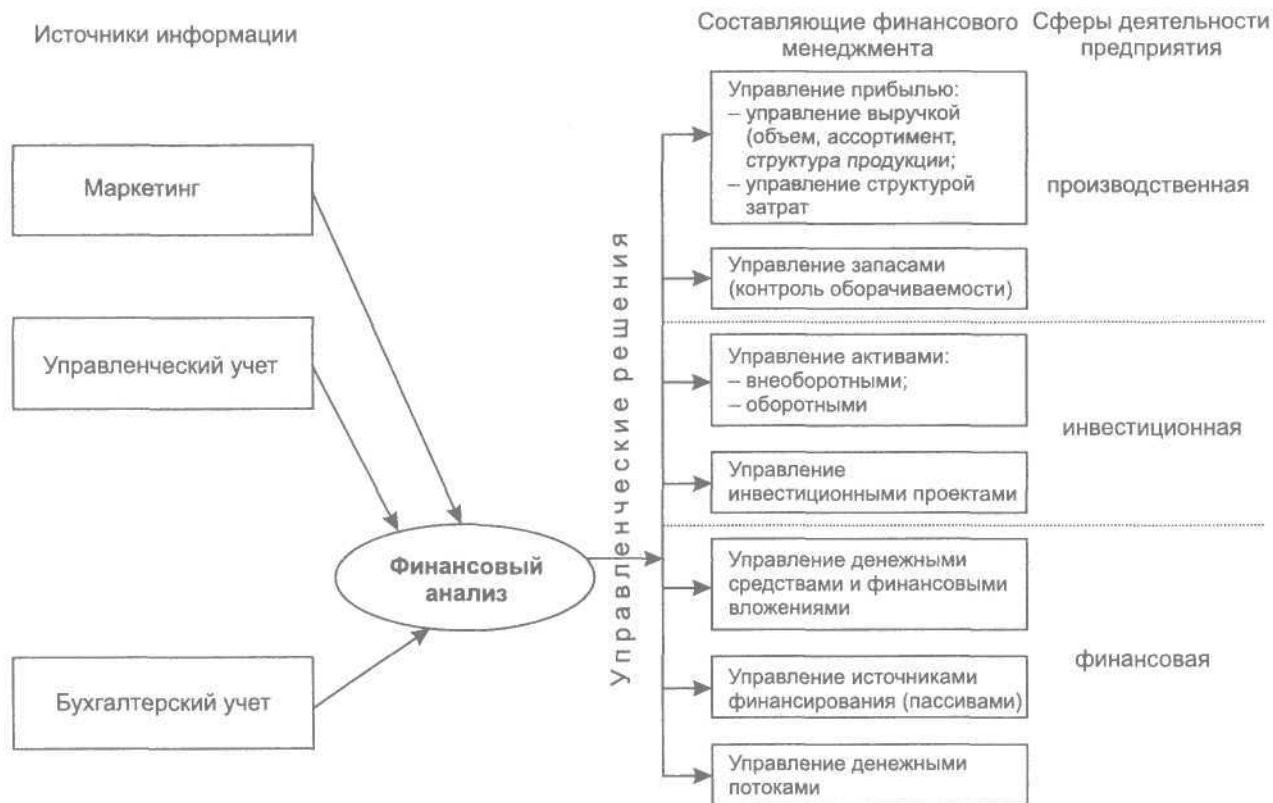 Источники информации
Составляющие финансового
менеджмента
Сферы деятельности
предприятия
Маркетинг
Управленческий учет
Бухгалтерский учет
Финансовый
анализ
Управленческие решения
Управление прибылью:
– управление выручкой
(объем, ассортимент,
структура продукции;
– управление структурой
затрат
Управление запасами
(контроль оборачиваемости)
производственная
Управление активами:
– внеоборотными;
– оборотными
Управление
инвестиционными проектами
инвестиционная
Управление денежными
средствами и финансовыми
вложениями
Управление источниками
финансирования (пассивами)
Управление денежными
потоками
финансовая